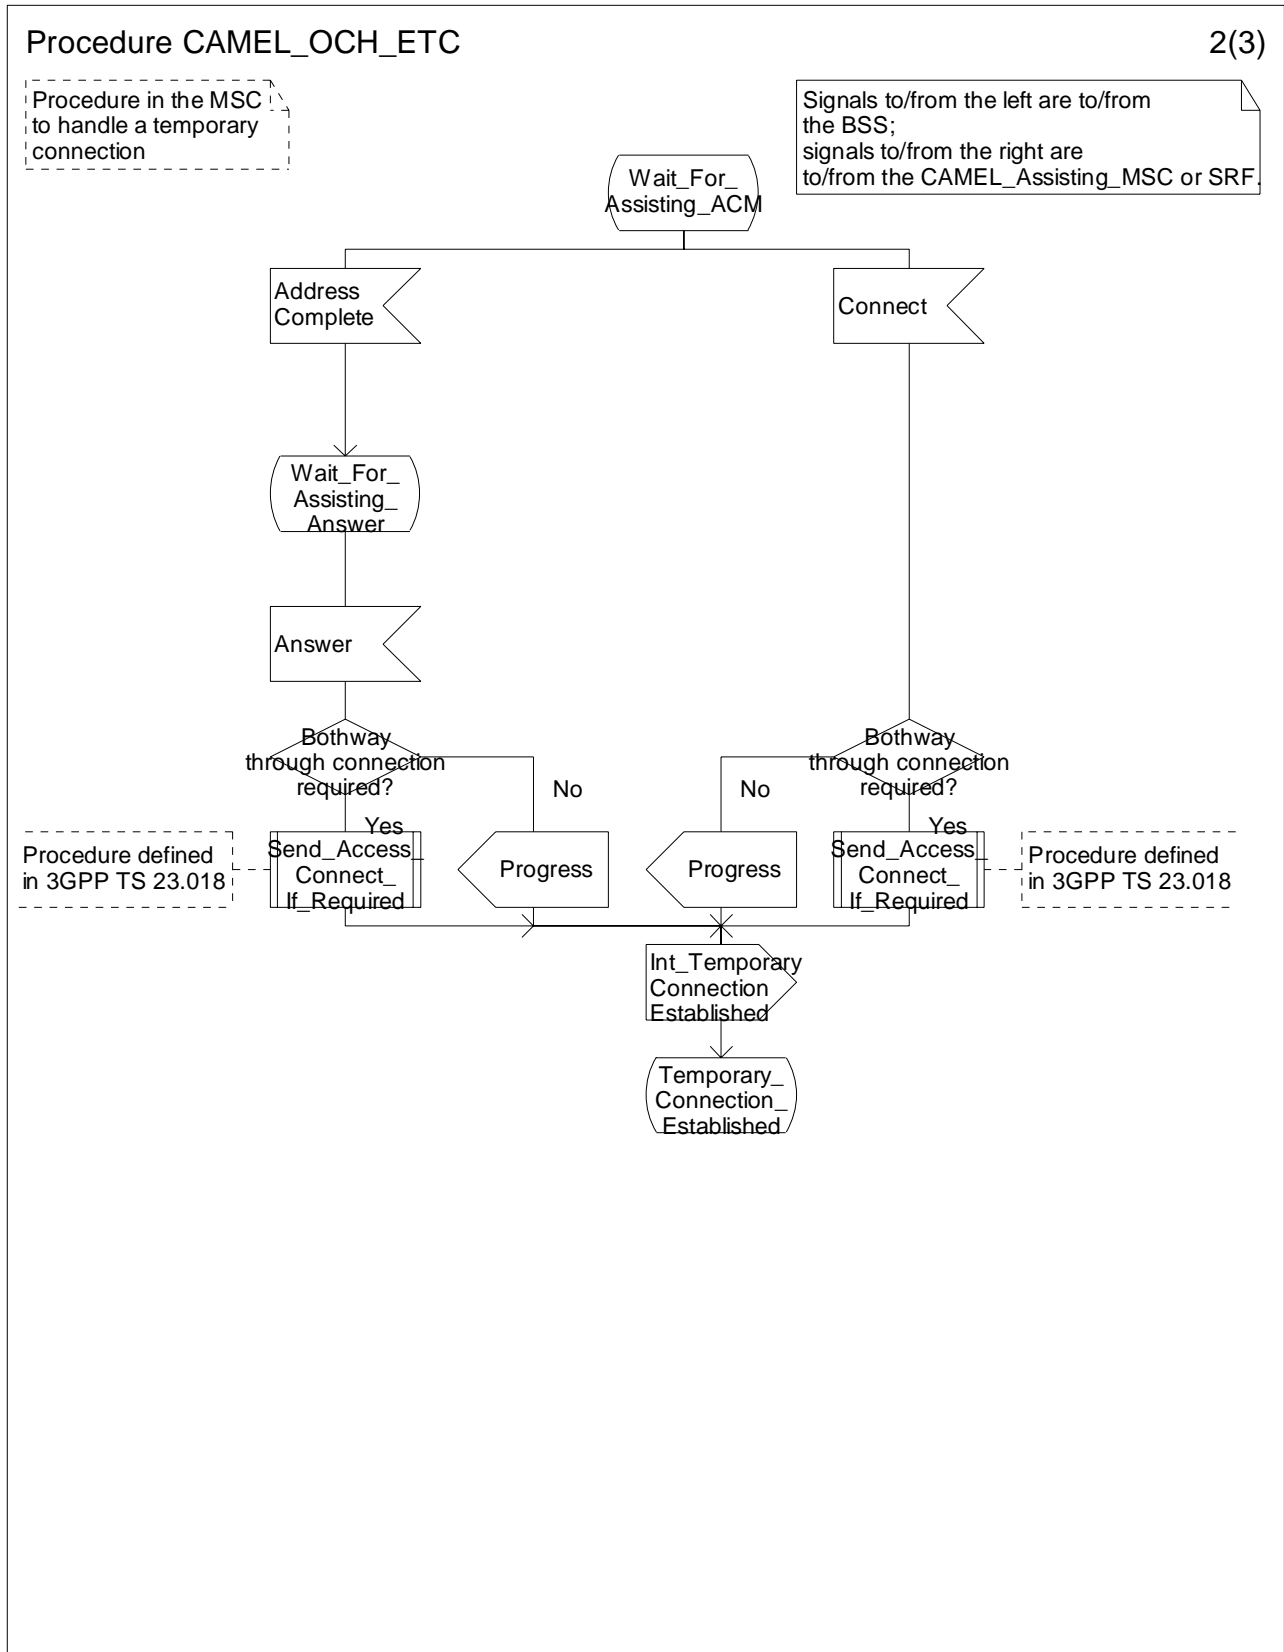 Procedure CAMEL_OCH_ETC
2(3)
Procedure in the MSC
to handle a temporary
connection
Signals to/from the left are to/from
the BSS;
signals to/from the right are
to/from the CAMEL_Assisting_MSC or SRF.
Wait_For_
Assisting_ACM
Address
Complete
Connect
Wait_For_
Assisting_
Answer
Answer
Bothway
through connection
required?
No
Yes
Bothway
through connection
required?
No
Yes
Procedure defined
in 3GPP TS 23.018
Send_Access_
Connect_
If_Required
Progress
Progress
Send_Access_
Connect_
If_Required
Procedure defined
in 3GPP TS 23.018
Int_Temporary
Connection
Established
Temporary_
Connection_
Established